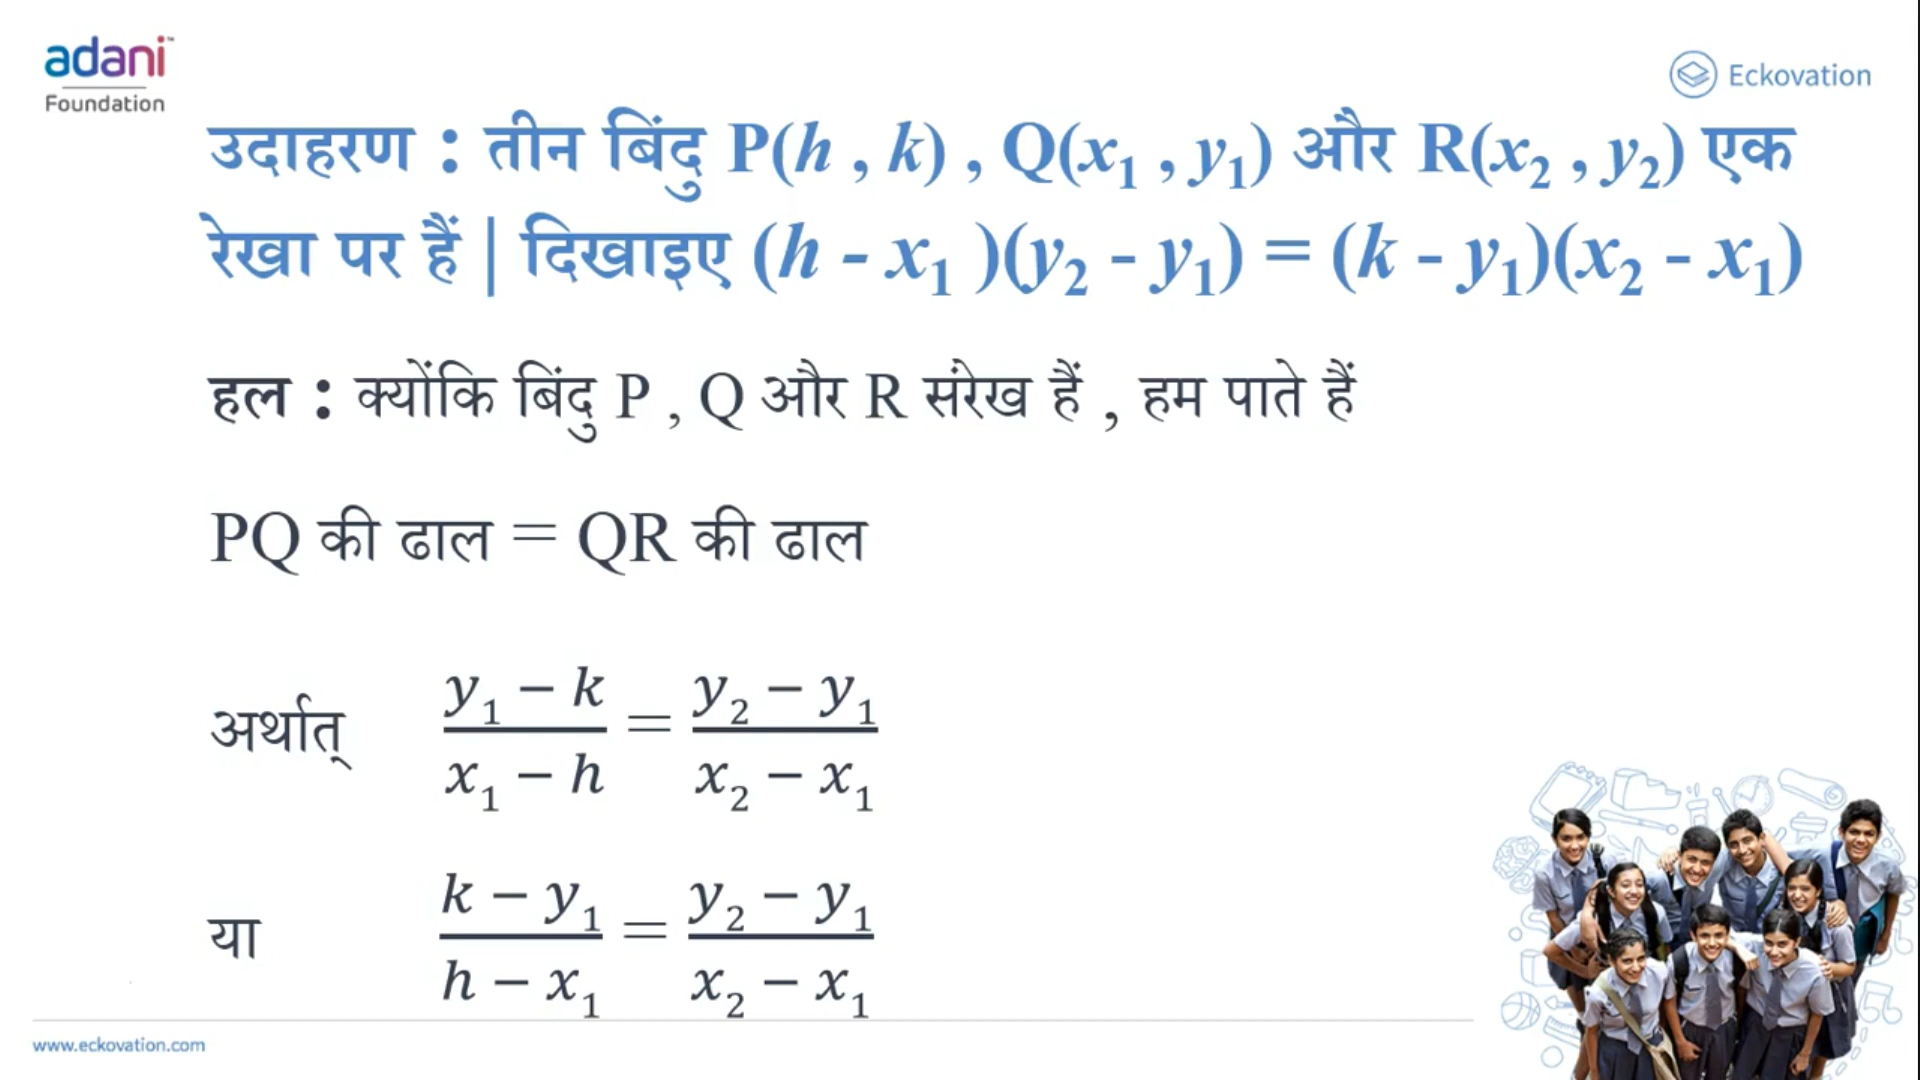 adani™
Foundation
Eckovation
उदाहरण : तीन बिंदु P(h , k) , Q(x₁ , y₁) और R(x₂ , y₂) एक
रेखा पर हैं | दिखाइए (h - x₁ )(y₂ - y₁) = (k - y₁)(x₂ - x₁)
हल : क्योंकि बिंदु P , Q और R संरेख हैं , हम पाते हैं
PQ की ढाल = QR की ढाल
अर्थात् (y₁ − k)/(x₁ − h) = (y₂ − y₁)/(x₂ − x₁)
या (k − y₁)/(h − x₁) = (y₂ − y₁)/(x₂ − x₁)
www.eckovation.com